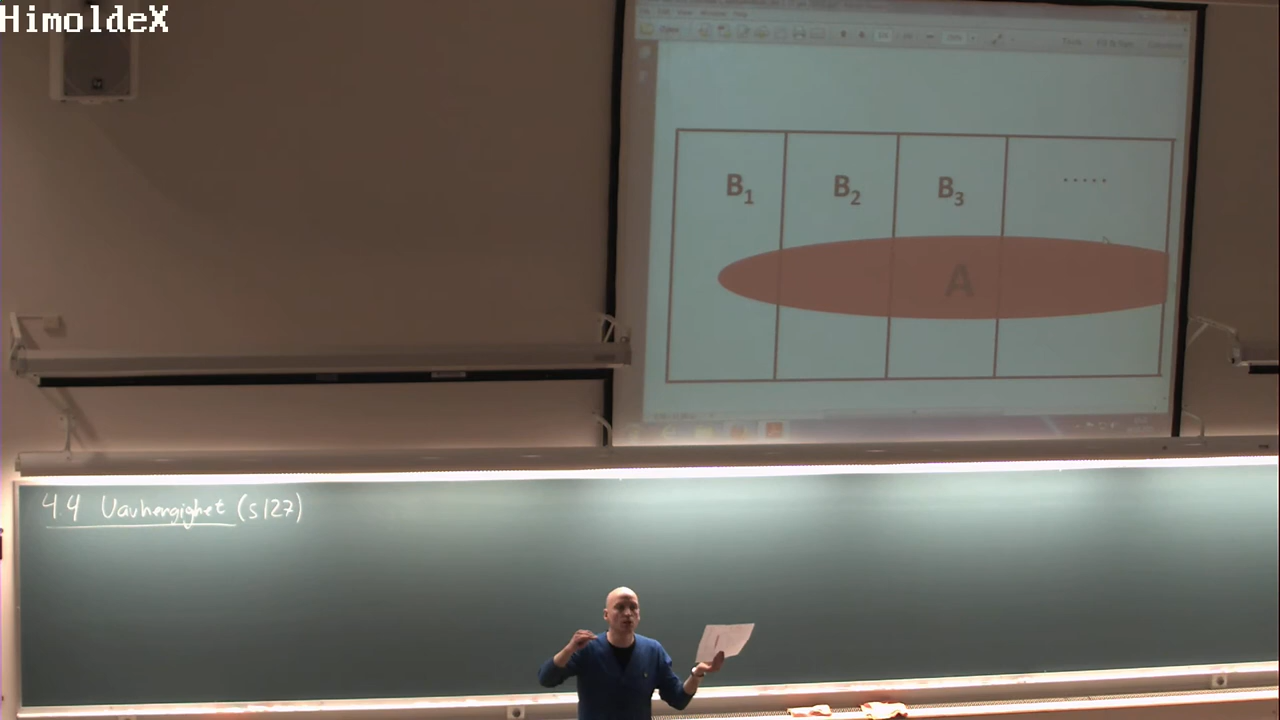 HimoldeX
B1 B2 B3 .....
A
4.4 Uavhengighet (s127)